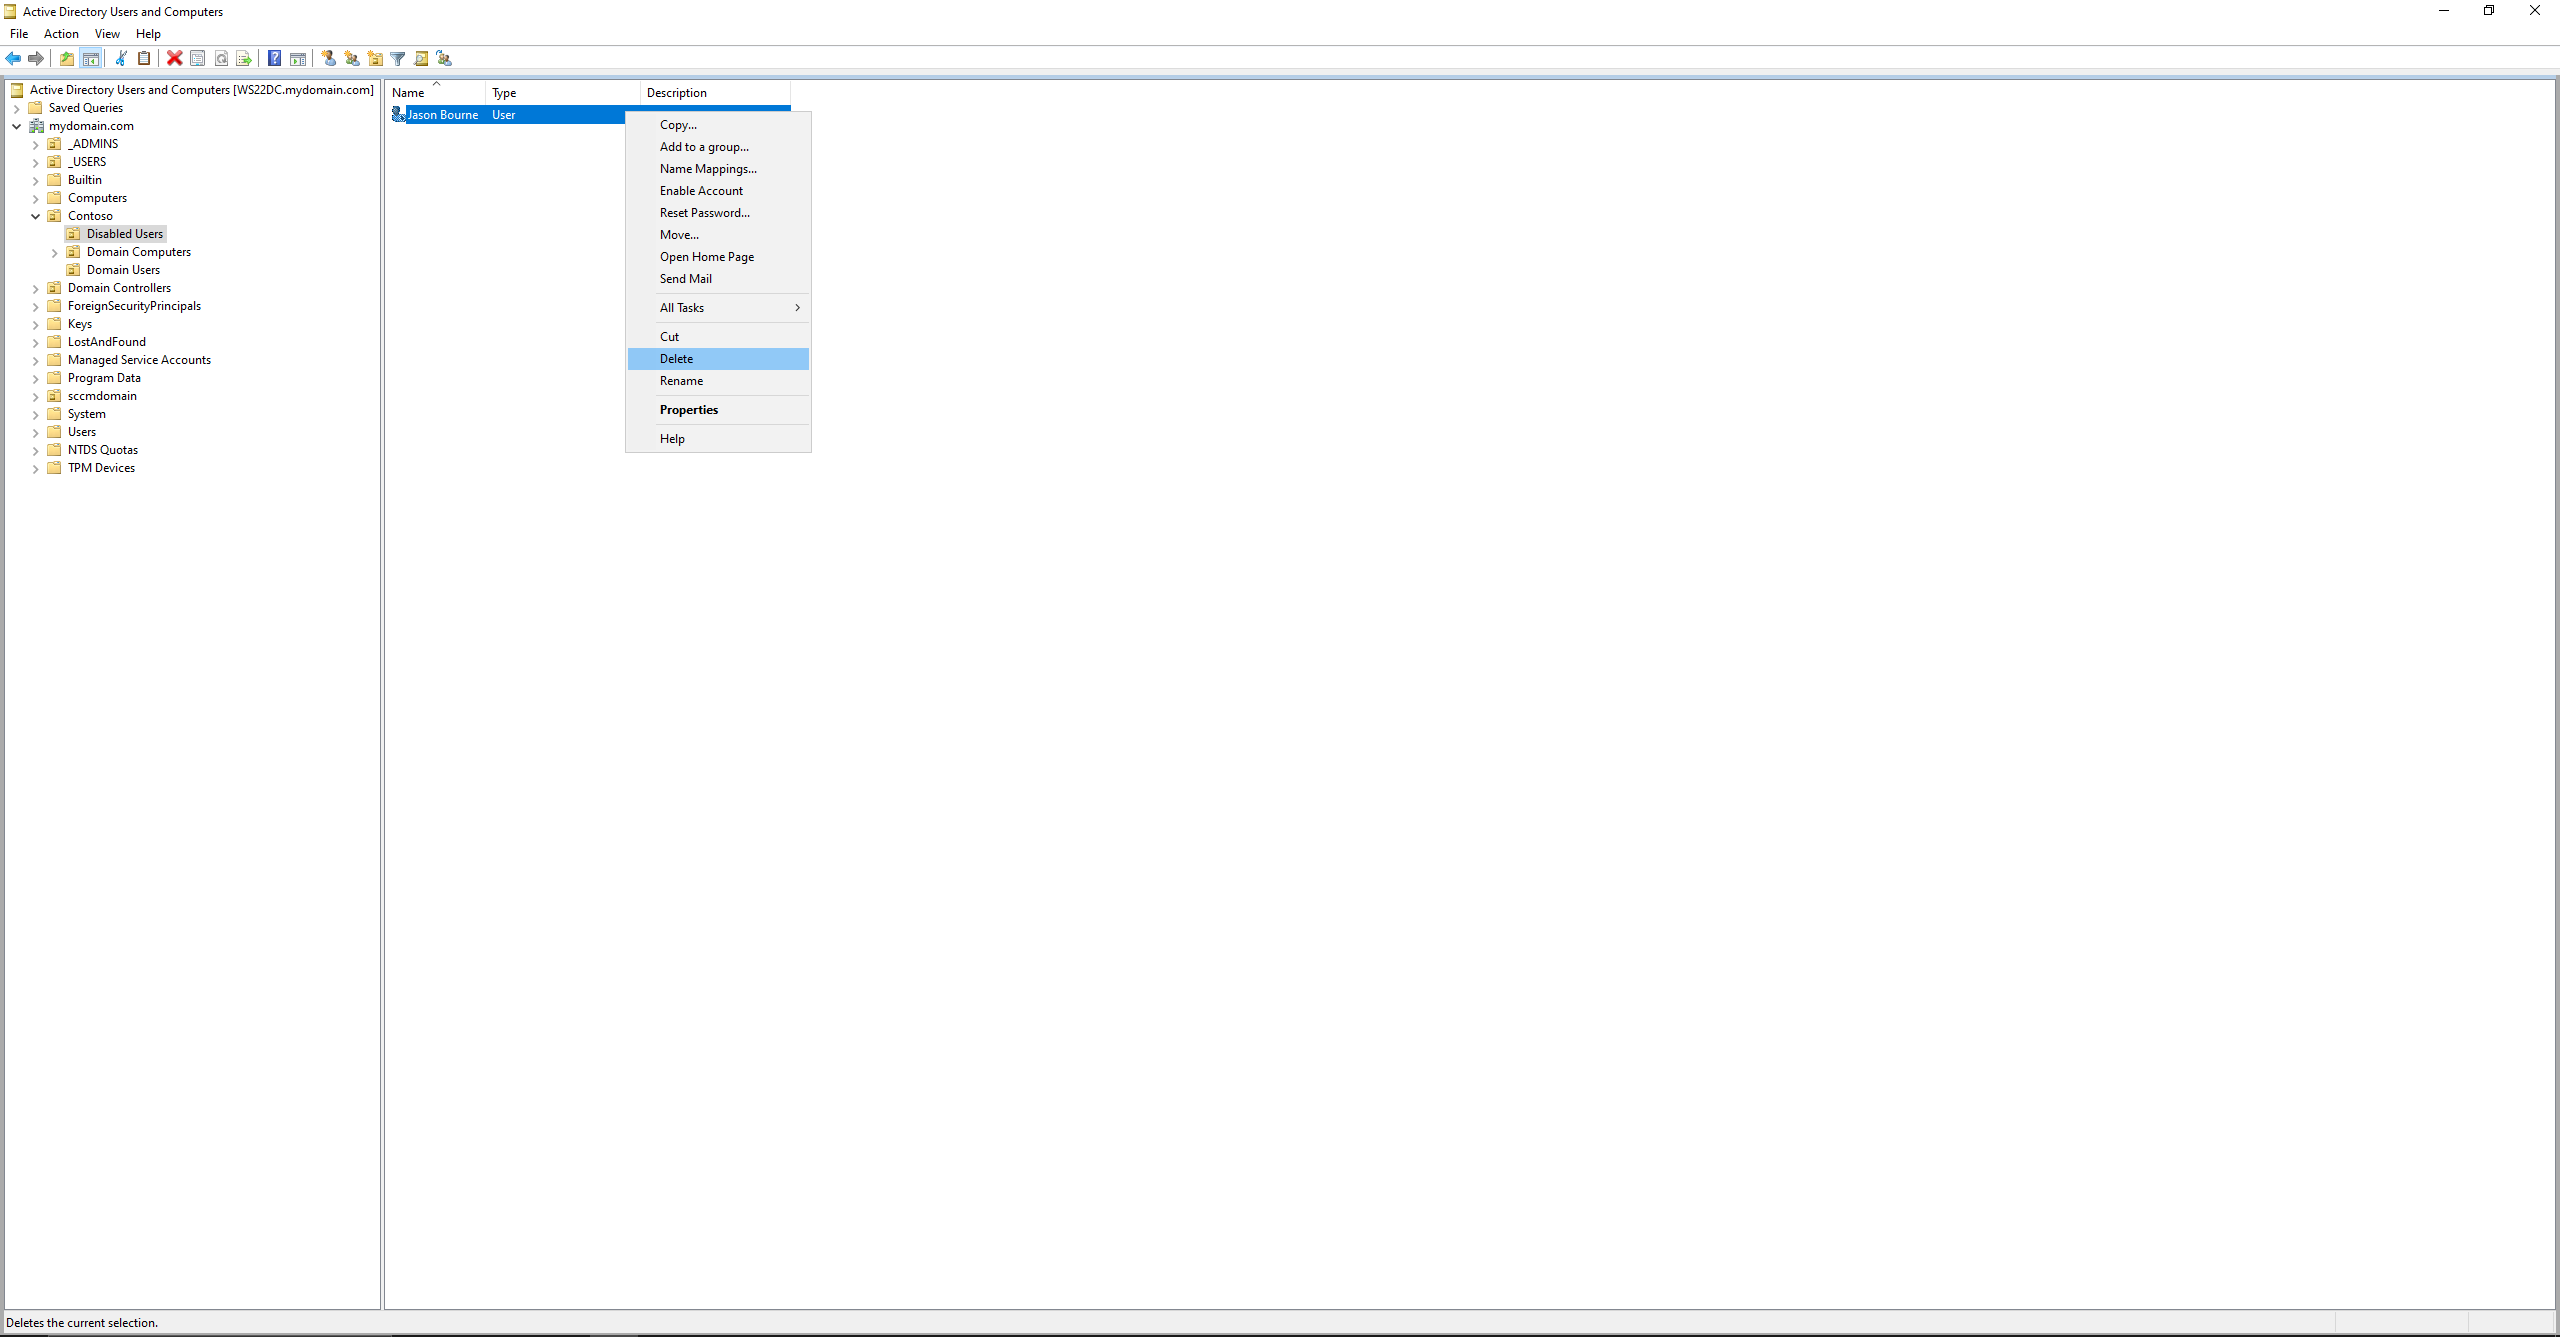 Active Directory Users and Computers
File Action View Help
Active Directory Users and Computers [WS22DC.mydomain.com]
Saved Queries
mydomain.com
_ADMINS
_USERS
Builtin
Computers
Contoso
Disabled Users
Domain Computers
Domain Users
Domain Controllers
ForeignSecurityPrincipals
Keys
LostAndFound
Managed Service Accounts
Program Data
sccmdomain
System
Users
NTDS Quotas
TPM Devices
Name Type Description
Jason Bourne User
Copy...
Add to a group...
Name Mappings...
Enable Account
Reset Password...
Move...
Open Home Page
Send Mail
All Tasks
Cut
Delete
Rename
Properties
Help
Deletes the current selection.